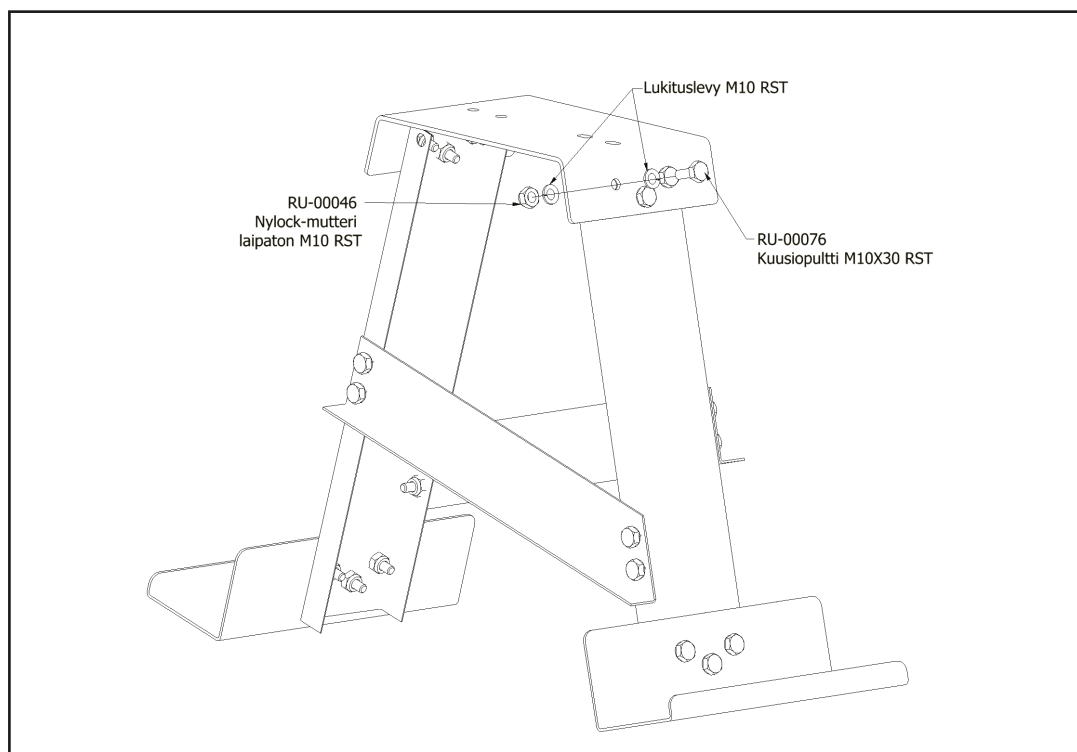 Lukituslevy M10 RST
RU-00046
Nylock-mutteri
laipaton M10 RST
RU-00076
Kuusiopultti M10X30 RST